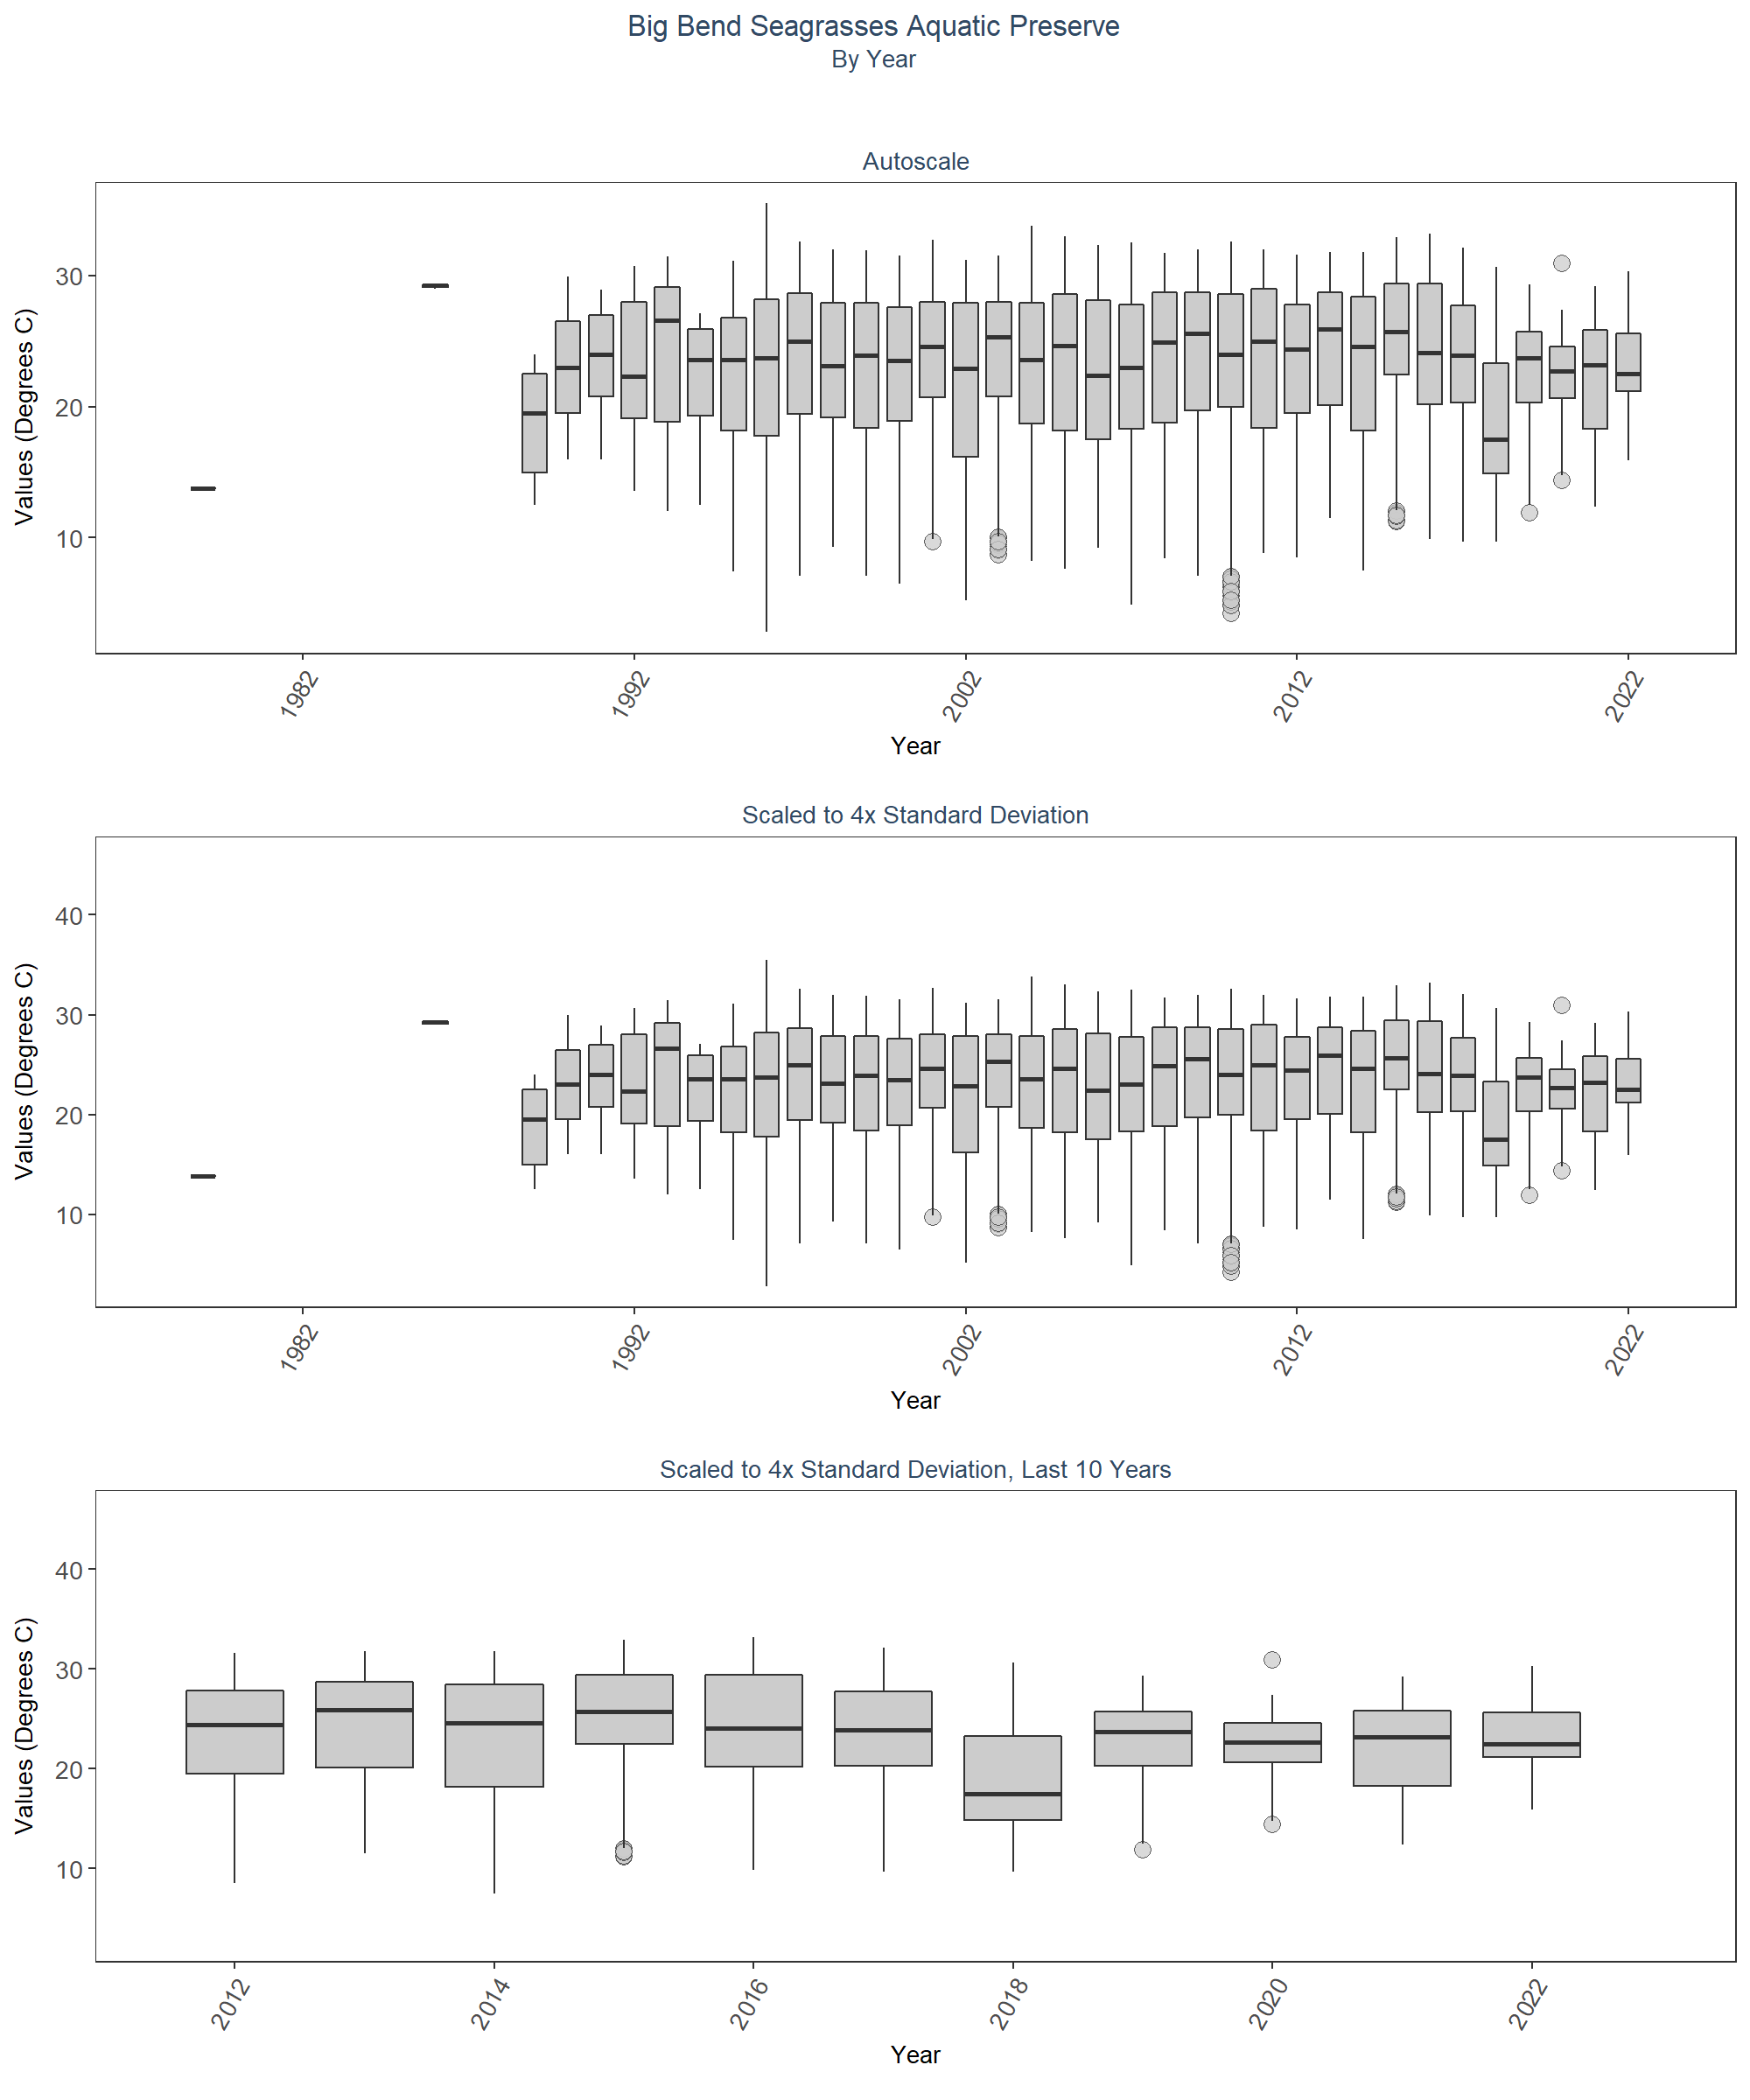 Big Bend Seagrasses Aquatic Preserve
By Year
Autoscale
Values (Degrees C)
30
20
10
1982
1992
2002
2012
2022
Year
Scaled to 4x Standard Deviation
Values (Degrees C)
40
30
20
10
1982
1992
2002
2012
2022
Year
Scaled to 4x Standard Deviation, Last 10 Years
Values (Degrees C)
40
30
20
10
2012
2014
2016
2018
2020
2022
Year